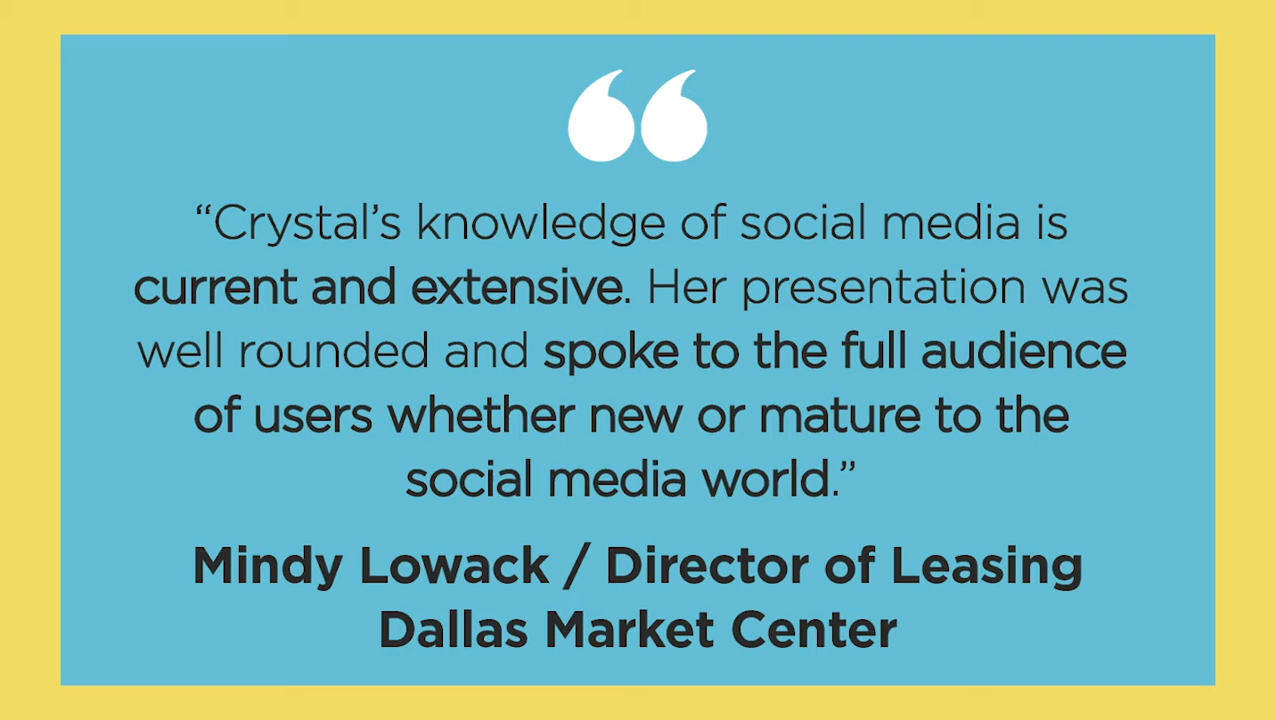 “Crystal’s knowledge of social media is
current and extensive. Her presentation was
well rounded and spoke to the full audience
of users whether new or mature to the
social media world.”
Mindy Lowack / Director of Leasing
Dallas Market Center